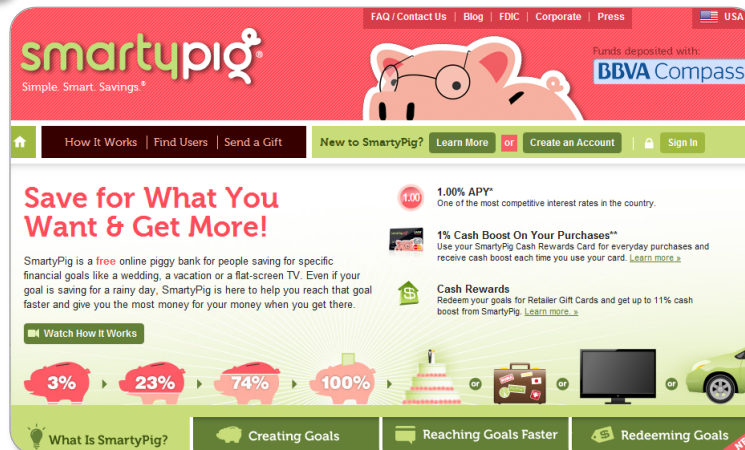 FAQ / Contact Us | Blog | FDIC | Corporate | Press
USA
smartypig®
Simple. Smart. Savings.®
Funds deposited with:
BBVA Compass
How It Works | Find Users | Send a Gift
New to SmartyPig? Learn More or Create an Account | Sign In
Save for What You
Want & Get More!
SmartyPig is a free online piggy bank for people saving for specific
financial goals like a wedding, a vacation or a flat-screen TV. Even if your
goal is saving for a rainy day, SmartyPig is here to help you reach that goal
faster and give you the most money for your money when you get there.
Watch How It Works
1.00
1.00% APY*
One of the most competitive interest rates in the country.
1% Cash Boost On Your Purchases**
Use your SmartyPig Cash Rewards Card for everyday purchases and
receive cash boost each time you use your card. Learn more »
Cash Rewards
Redeem your goals for Retailer Gift Cards and get up to 11% cash
boost from SmartyPig. Learn more. »
3% 23% 74% 100% or or or
What Is SmartyPig?
Creating Goals
Reaching Goals Faster
Redeeming Goals